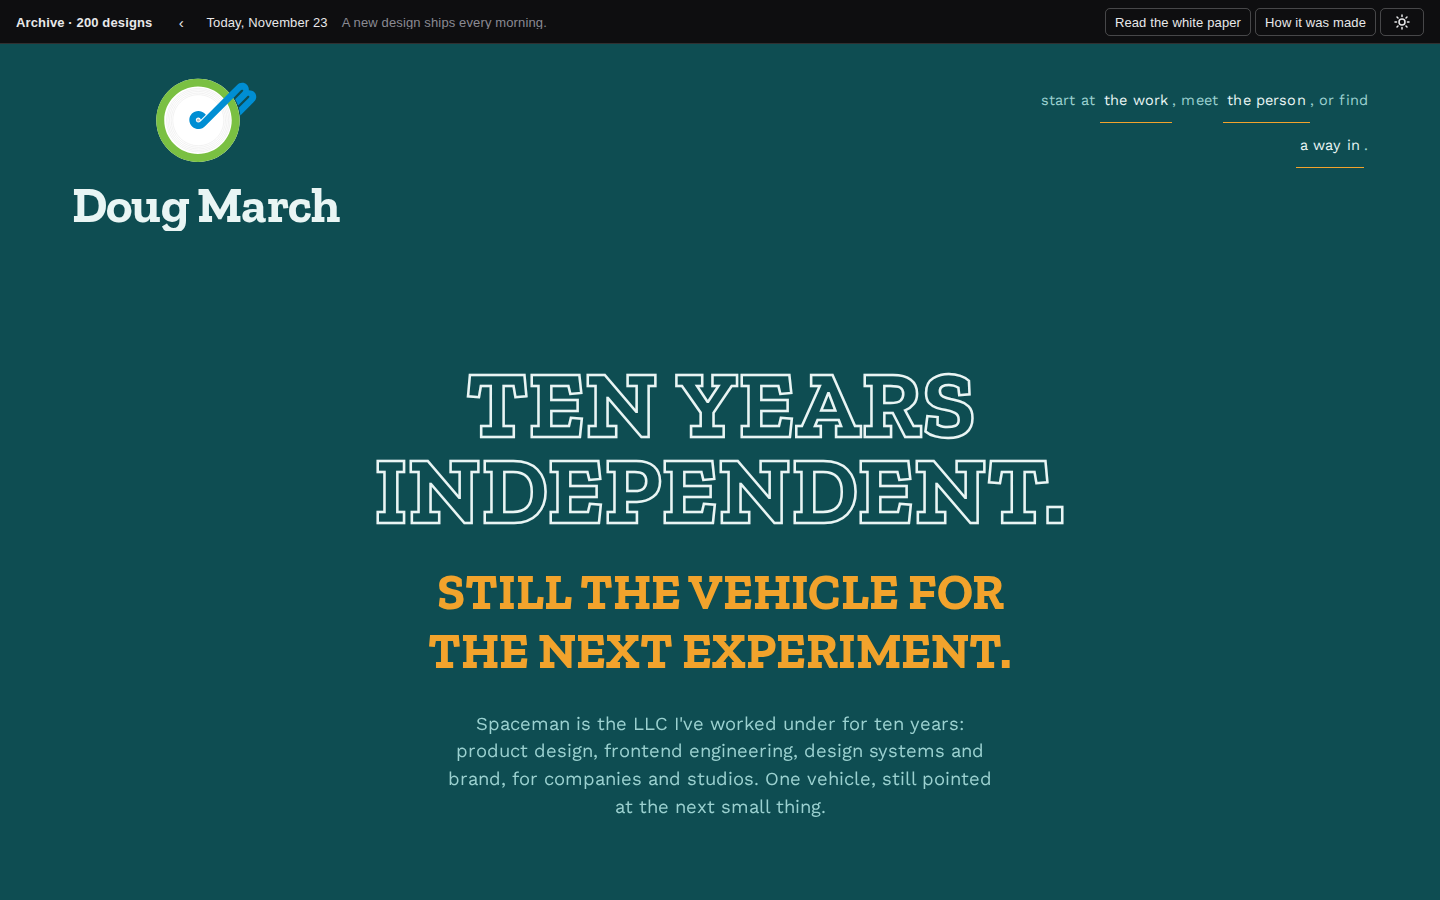 Archive · 200 designs
‹
Today, November 23
A new design ships every morning.
Read the white paper
How it was made
Doug March
start at the work, meet the person, or find
a way in.
TEN YEARS
INDEPENDENT.
STILL THE VEHICLE FOR
THE NEXT EXPERIMENT.
Spaceman is the LLC I've worked under for ten years:
product design, frontend engineering, design systems and
brand, for companies and studios. One vehicle, still pointed
at the next small thing.